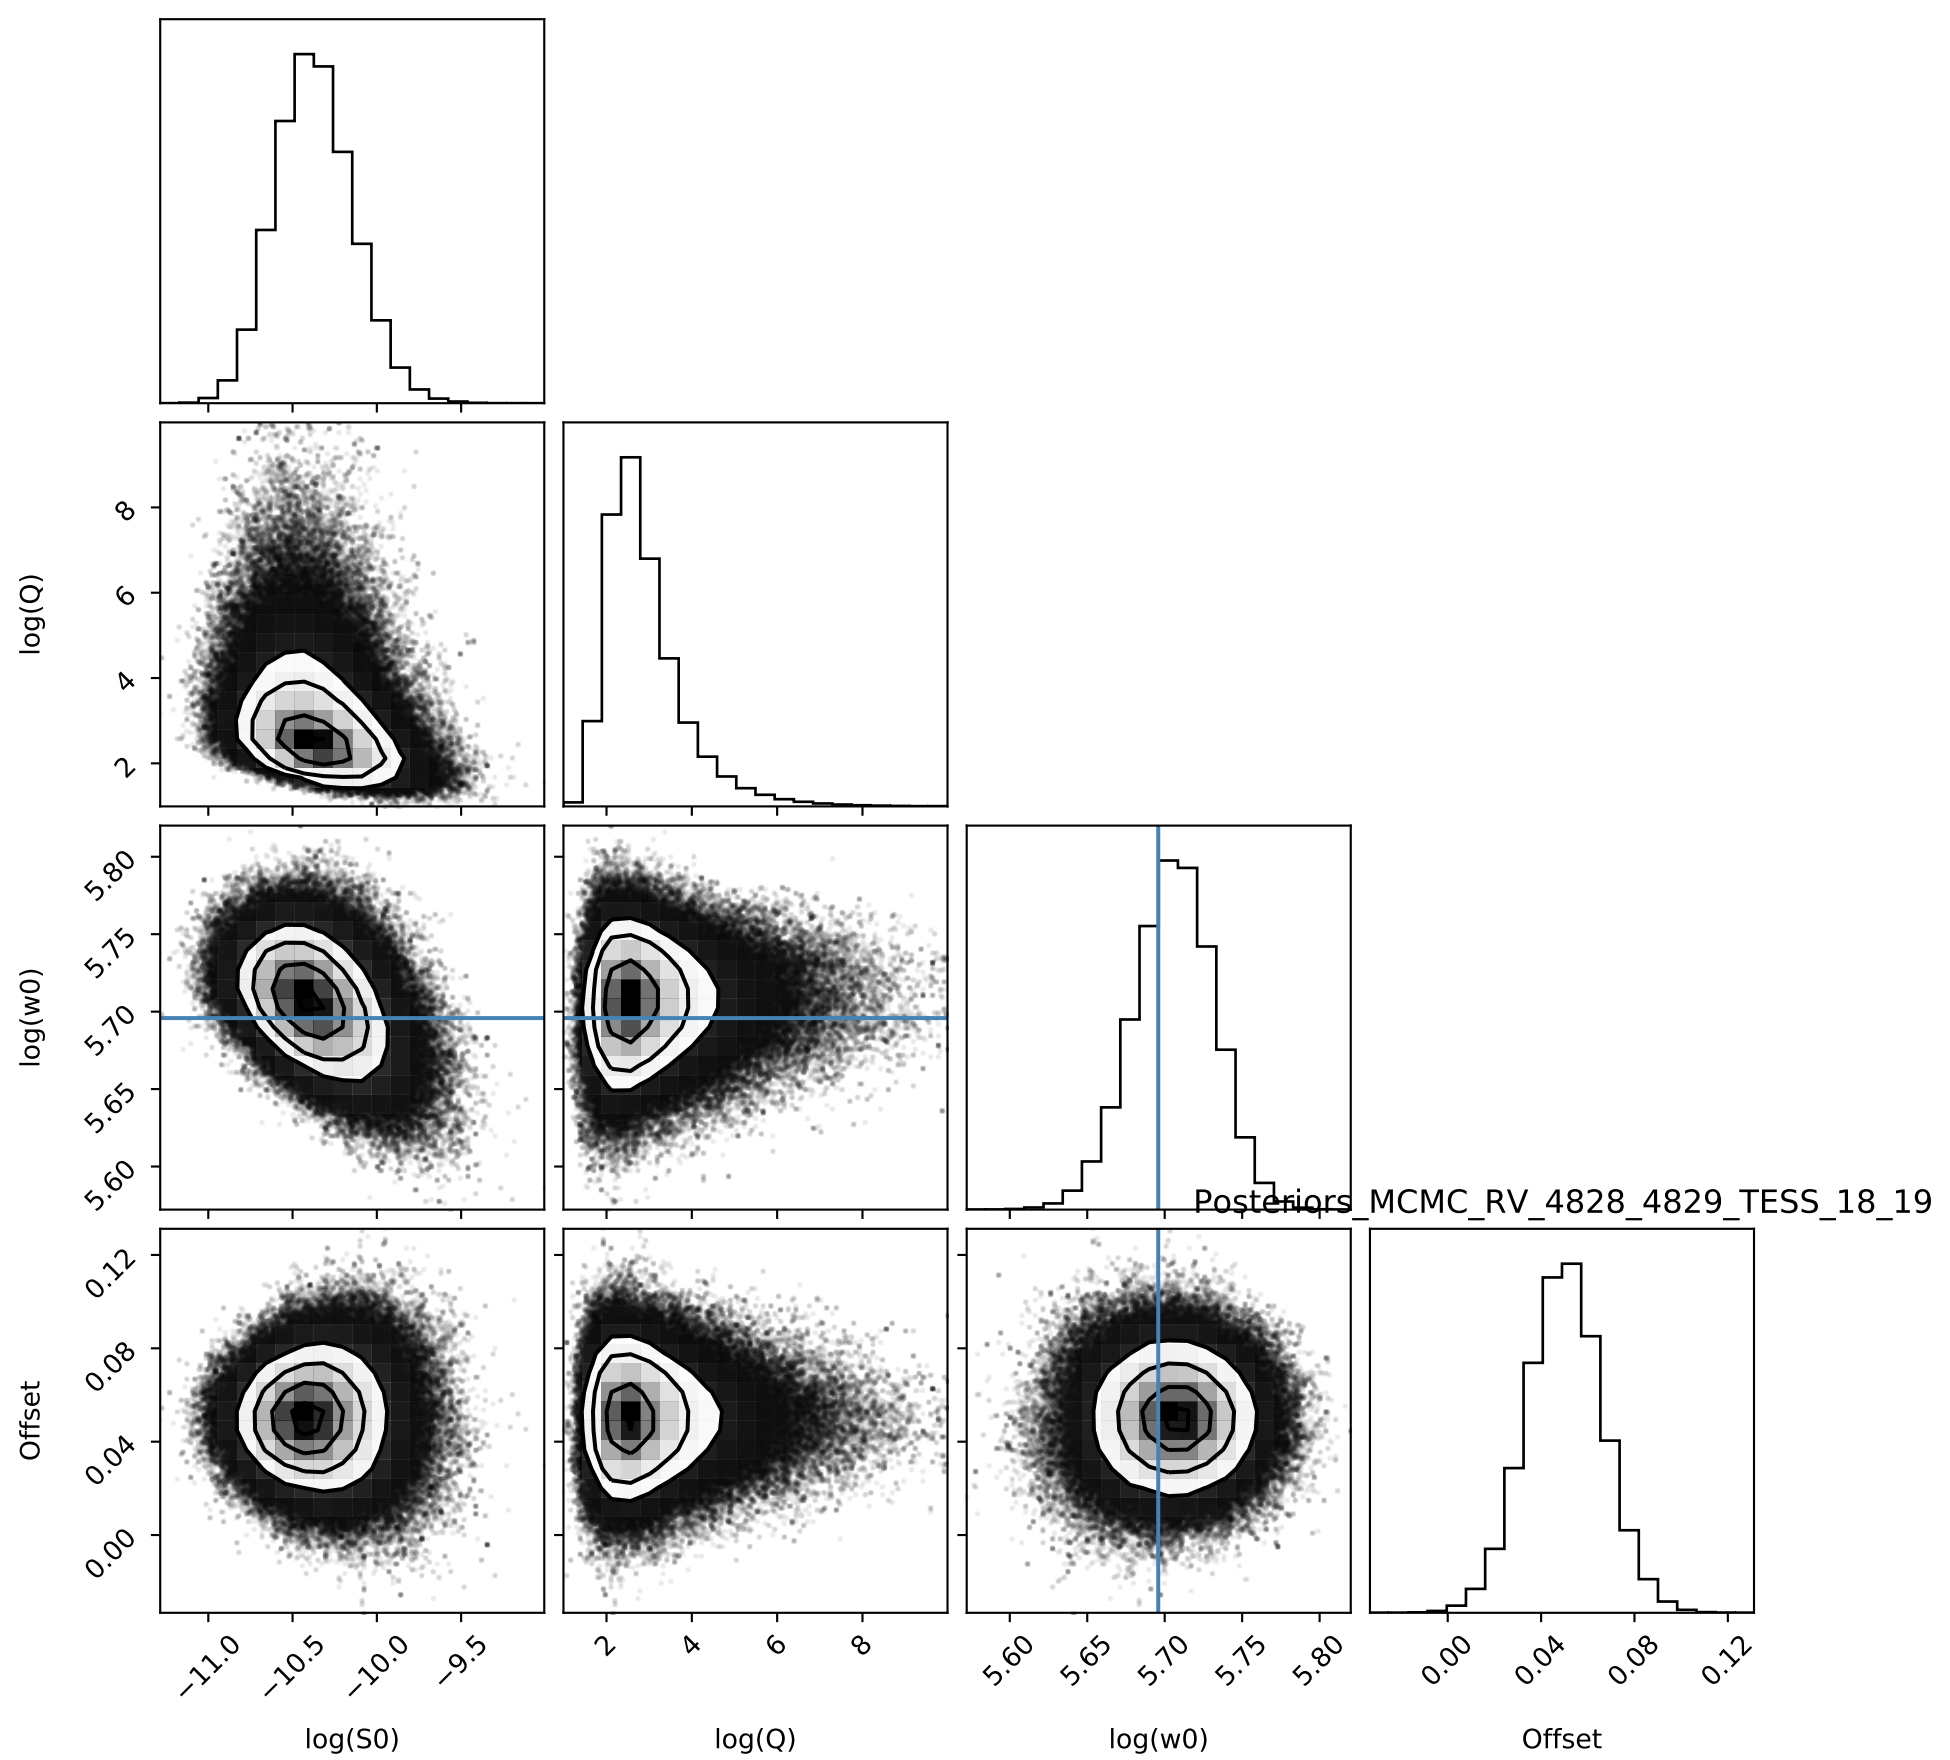 log(Q)
8
6
4
2
log(w0)
5.80
5.75
5.70
5.65
5.60
Posteriors_MCMC_RV_4828_4829_TESS_18_19
Offset
0.12
0.08
0.04
0.00
−11.0 −10.5 −10.0 −9.5
2 4 6 8
5.60 5.65 5.70 5.75 5.80
0.00 0.04 0.08 0.12
log(S0) log(Q) log(w0) Offset